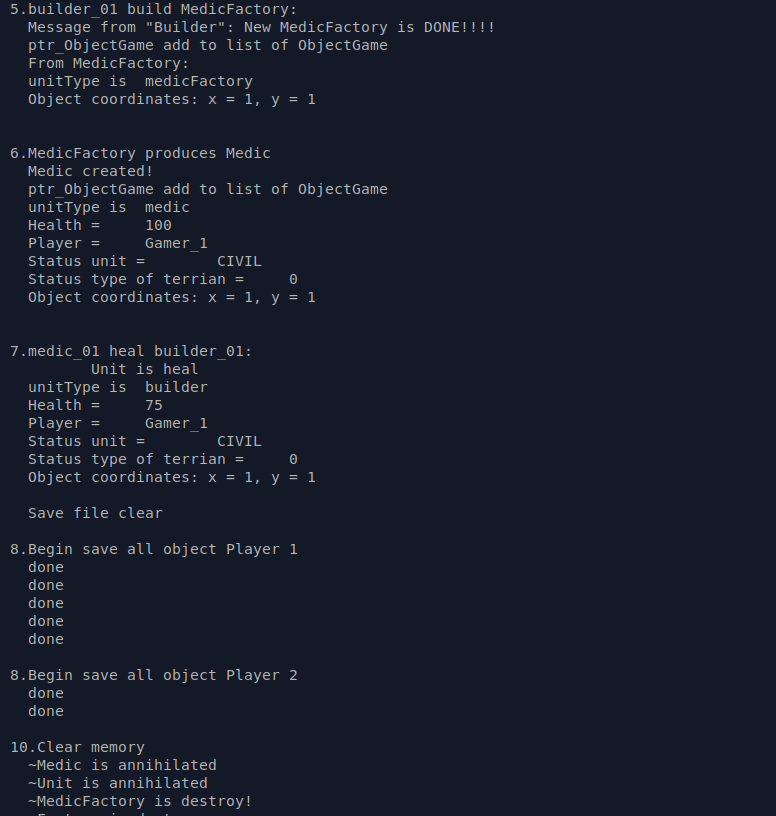 5.builder_01 build MedicFactory:
Message from "Builder": New MedicFactory is DONE!!!!
ptr_ObjectGame add to list of ObjectGame
From MedicFactory:
unitType is  medicFactory
Object coordinates: x = 1, y = 1
6.MedicFactory produces Medic
Medic created!
ptr_ObjectGame add to list of ObjectGame
unitType is  medic
Health =     100
Player =     Gamer_1
Status unit =        CIVIL
Status type of terrian =     0
Object coordinates: x = 1, y = 1
7.medic_01 heal builder_01:
Unit is heal
unitType is  builder
Health =     75
Player =     Gamer_1
Status unit =        CIVIL
Status type of terrian =     0
Object coordinates: x = 1, y = 1
Save file clear
8.Begin save all object Player 1
done
done
done
done
done
8.Begin save all object Player 2
done
done
10.Clear memory
~Medic is annihilated
~Unit is annihilated
~MedicFactory is destroy!